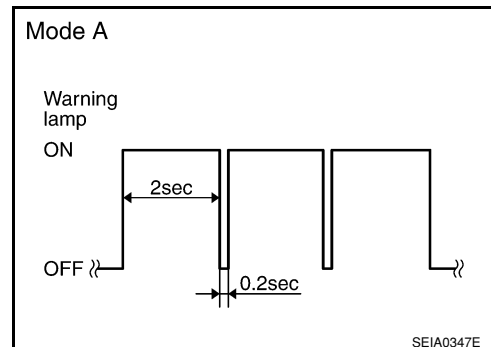 Mode A
Warning
lamp
ON
2sec
OFF
0.2sec
SEIA0347E